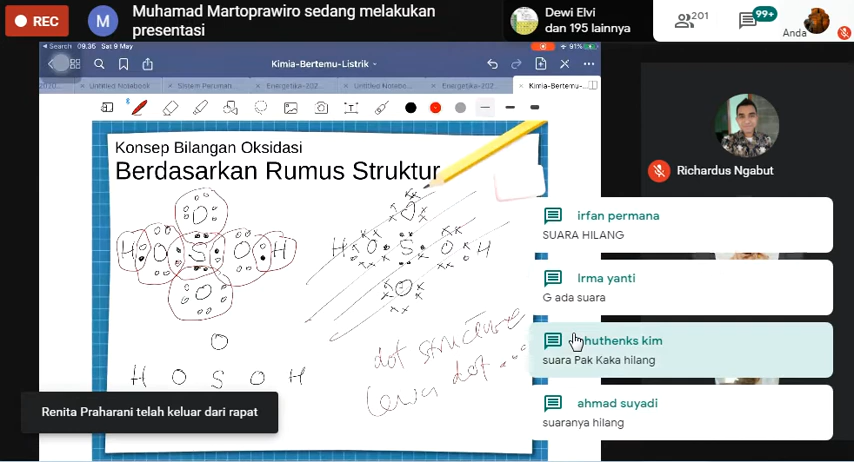 REC
M
Muhamad Martoprawiro sedang melakukan
presentasi
Dewi Elvi
dan 195 lainnya
201
99+
Anda
Search 09.35 Sat 9 May
91%
Kimia-Bertemu-Listrik
Untitled Notebook
Sistem Periuman
Energetika-202
Untitled Noteboo
Energetika-202
Kimia-Bertemu-
Konsep Bilangan Oksidasi
Berdasarkan Rumus Struktur
O
H O S O H
O
O
H O S O H
O
O
H O S O H
dot structure
Lewis dot
Richardus Ngabut
irfan permana
SUARA HILANG
Irma yanti
G ada suara
huthenks kim
suara Pak Kaka hilang
ahmad suyadi
suaranya hilang
Renita Praharani telah keluar dari rapat